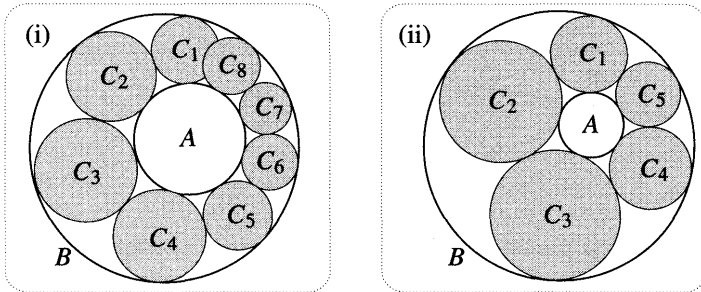 (i)
C₁
C₂
C₈
C₇
A
C₃
C₆
C₅
C₄
B
(ii)
C₁
C₂
C₅
A
C₄
C₃
B